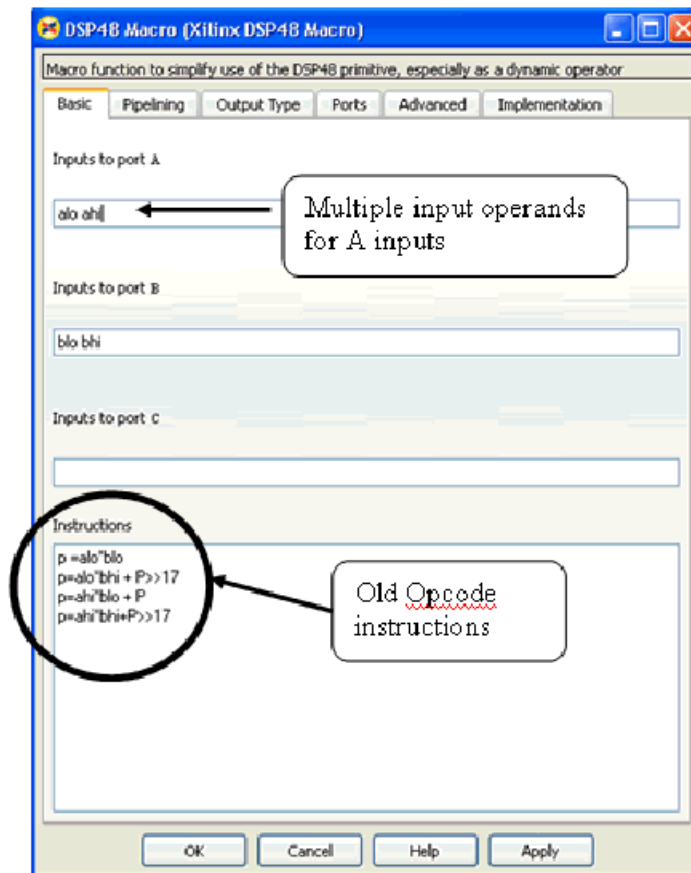 DSP48 Macro (Xilinx DSP48 Macro)
Macro function to simplify use of the DSP48 primitive, especially as a dynamic operator
Basic Pipelining Output Type Ports Advanced Implementation
Inputs to port A
alo ahi
Multiple input operands
for A inputs
Inputs to port B
blo bhi
Inputs to port C
Instructions
p =alo*blo
p=alo*bhi + P>>17
p=ahi*blo + P
p=ahi*bhi+P>>17
Old Opcode
instructions
OK Cancel Help Apply